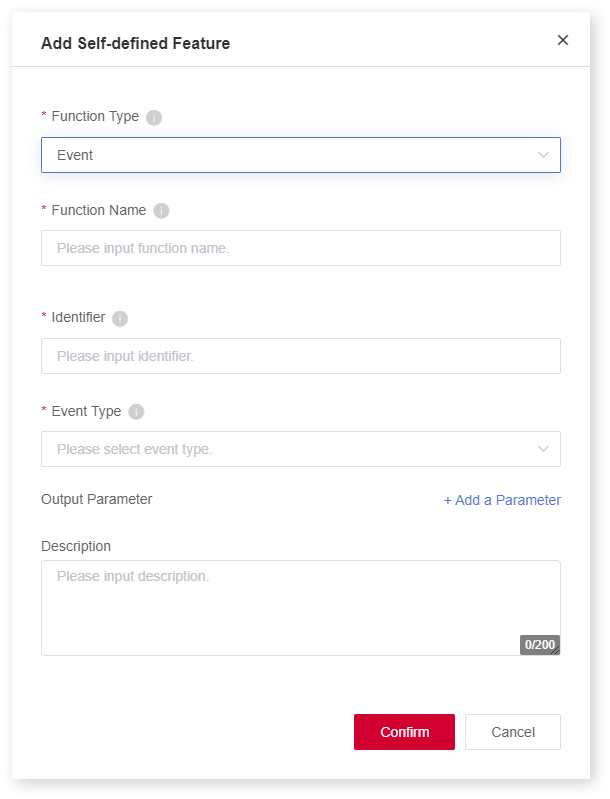 Add Self-defined Feature
* Function Type
Event
* Function Name
Please input function name.
* Identifier
Please input identifier.
* Event Type
Please select event type.
Output Parameter + Add a Parameter
Description
Please input description.
0/200
Confirm Cancel